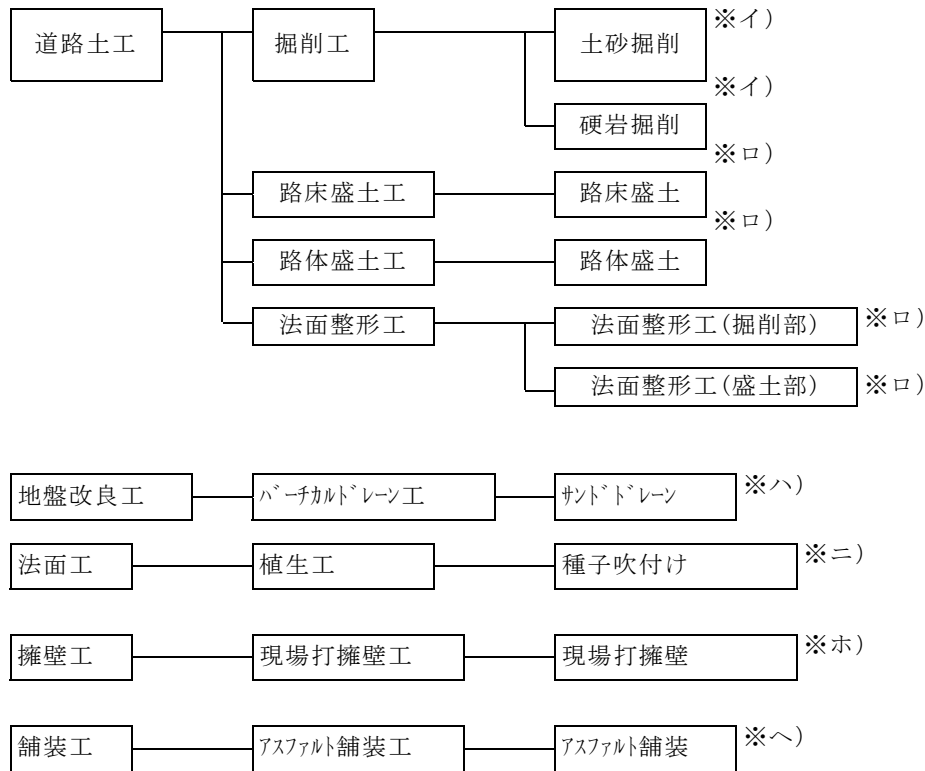 ※イ)
道路土工 掘削工 土砂掘削
※イ)
硬岩掘削
※ロ)
路床盛土工 路床盛土
※ロ)
路体盛土工 路体盛土
法面整形工 法面整形工(掘削部) ※ロ)
法面整形工(盛土部) ※ロ)
地盤改良工 ﾊﾞｰﾁｶﾙﾄﾞﾚｰﾝ工 ｻﾝﾄﾞﾄﾞﾚｰﾝ ※ハ)
法面工 植生工 種子吹付け ※ニ)
擁壁工 現場打擁壁工 現場打擁壁 ※ホ)
舗装工 ｱｽﾌｧﾙﾄ舗装工 ｱｽﾌｧﾙﾄ舗装 ※ヘ)